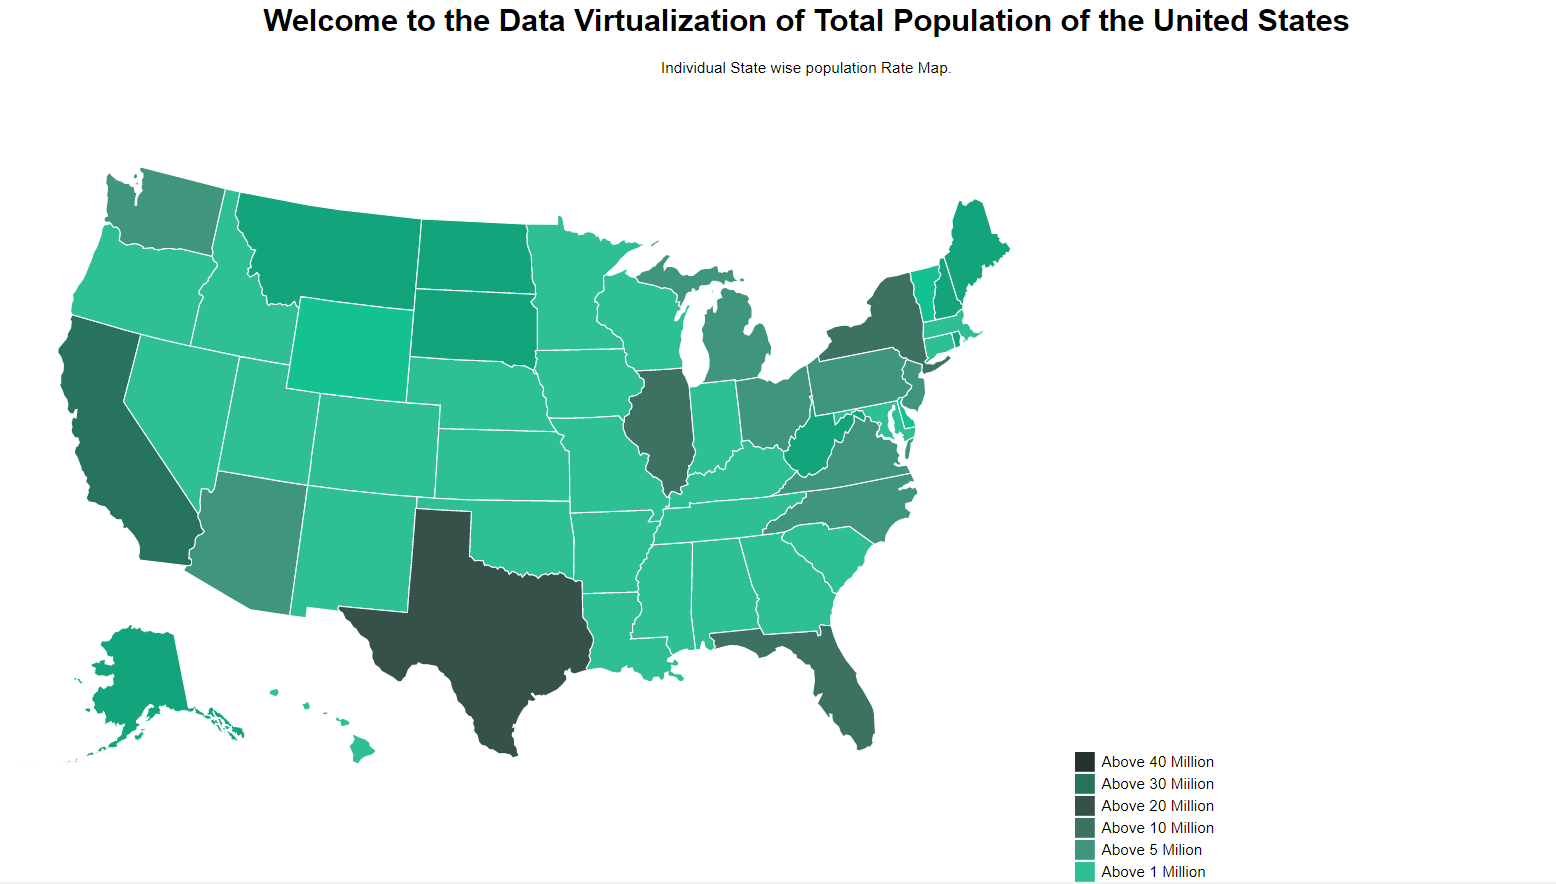 Welcome to the Data Virtualization of Total Population of the United States
Individual State wise population Rate Map.
Above 40 Million
Above 30 Miilion
Above 20 Million
Above 10 Million
Above 5 Milion
Above 1 Million